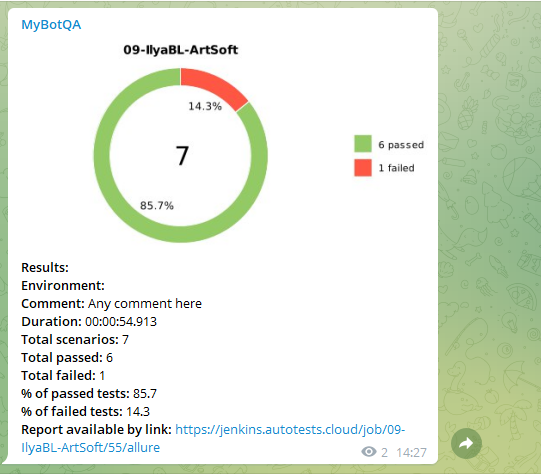 MyBotQA
09-IlyaBL-ArtSoft
14.3%
7
85.7%
6 passed
1 failed
Results:
Environment:
Comment: Any comment here
Duration: 00:00:54.913
Total scenarios: 7
Total passed: 6
Total failed: 1
% of passed tests: 85.7
% of failed tests: 14.3
Report available by link: https://jenkins.autotests.cloud/job/09-
IlyaBL-ArtSoft/55/allure
2 14:27